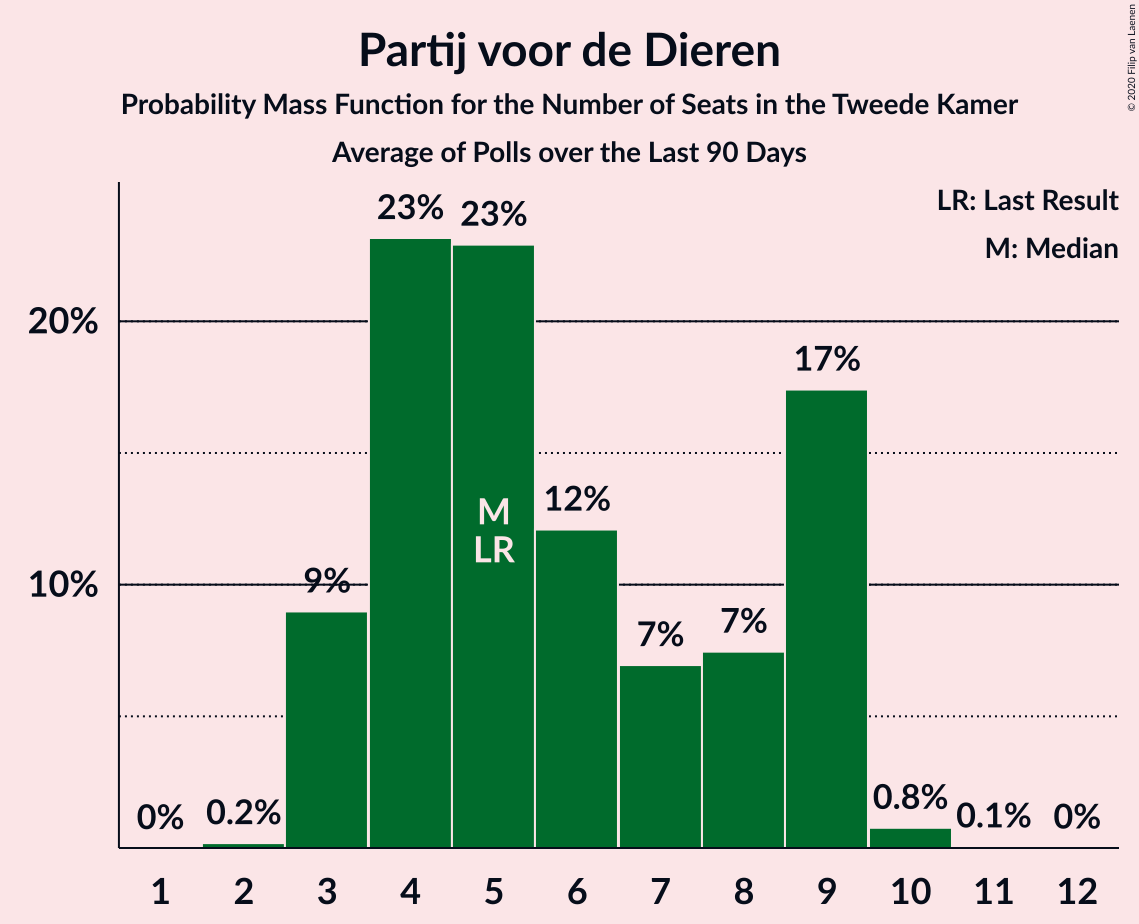 Partij voor de Dieren
Probability Mass Function for the Number of Seats in the Tweede Kamer
Average of Polls over the Last 90 Days
© 2020 Filip van Laenen
LR: Last Result
M: Median
20%
10%
0%
0.2%
9%
23%
23%
12%
7%
7%
17%
0.8%
0.1%
0%
M
LR
1 2 3 4 5 6 7 8 9 10 11 12